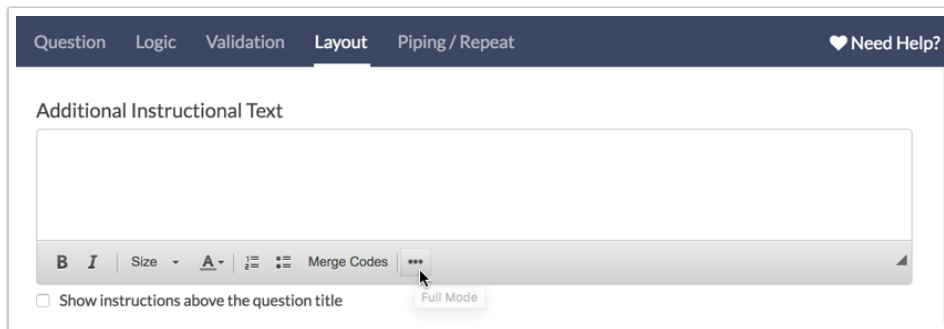 Question Logic Validation Layout Piping / Repeat Need Help?
Additional Instructional Text
B I Size A Merge Codes
Full Mode
Show instructions above the question title